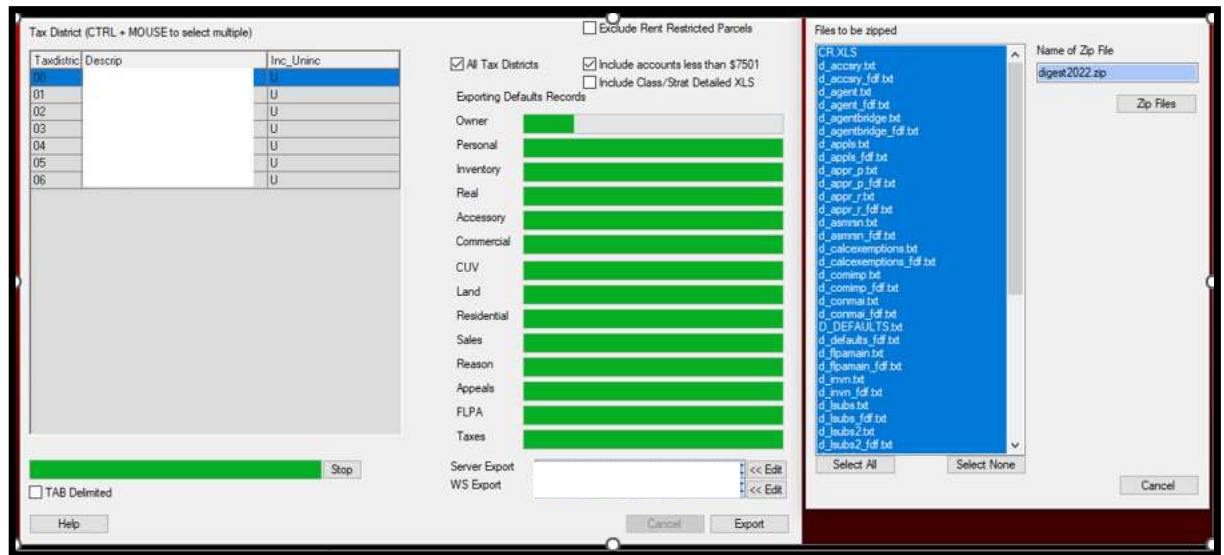 Tax District (CTRL + MOUSE to select multiple)
Exclude Rent Restricted Parcels
Taxdistric Descrip Inc_Uninc
00 U
01 U
02 U
03 U
04 U
05 U
06 U
All Tax Districts
Include accounts less than $7501
Include Class/Strat Detailed XLS
Exporting Defaults Records
Owner
Personal
Inventory
Real
Accessory
Commercial
CUV
Land
Residential
Sales
Reason
Appeals
FLPA
Taxes
Stop
TAB Delimited
Server Export << Edit
WS Export << Edit
Help
Cancel
Export
Files to be zipped
CR.XLS
d_accsry.txt
d_accsry_fdf.txt
d_agent.txt
d_agent_fdf.txt
d_agentbridge.txt
d_agentbridge_fdf.txt
d_appls.txt
d_appls_fdf.txt
d_appr_p.txt
d_appr_p_fdf.txt
d_appr_r.txt
d_appr_r_fdf.txt
d_asmrsn.txt
d_asmrsn_fdf.txt
d_calcexemptions.txt
d_calcexemptions_fdf.txt
d_comimp.txt
d_comimp_fdf.txt
d_conmai.txt
d_conmai_fdf.txt
D_DEFAULTS.txt
d_defaults_fdf.txt
d_flpamain.txt
d_flpamain_fdf.txt
d_invn.txt
d_invn_fdf.txt
d_lsubs.txt
d_lsubs_fdf.txt
d_lsubs2.txt
d_lsubs2_fdf.txt
Name of Zip File
digest2022.zip
Zip Files
Select All
Select None
Cancel